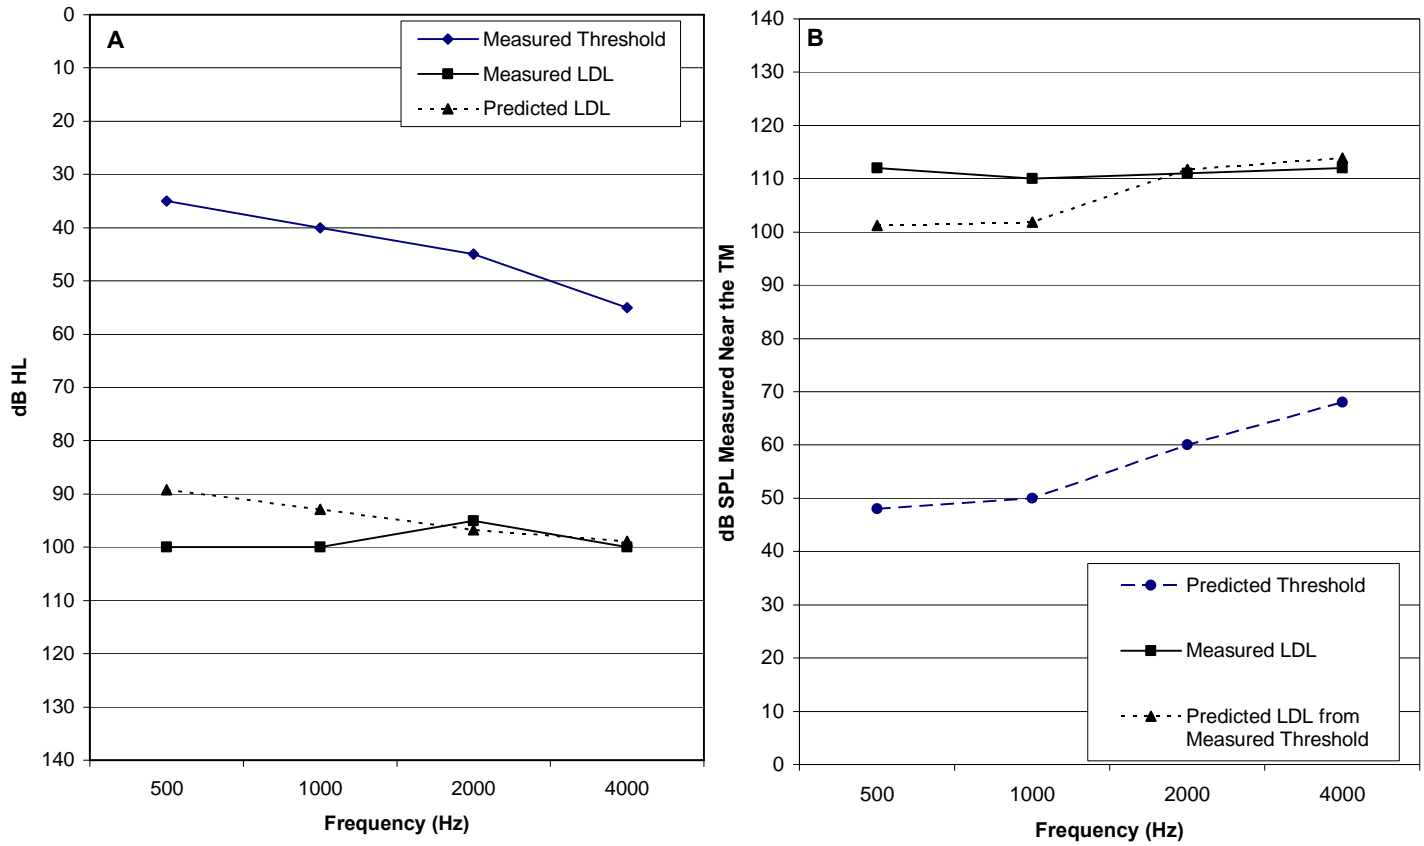 A
Measured Threshold
Measured LDL
Predicted LDL
0
10
20
30
40
50
60
70
80
90
100
110
120
130
140
dB HL
500
1000
2000
4000
Frequency (Hz)
B
140
130
120
110
100
90
80
70
60
50
40
30
20
10
0
dB SPL Measured Near the TM
Predicted Threshold
Measured LDL
Predicted LDL from
Measured Threshold
500
1000
2000
4000
Frequency (Hz)